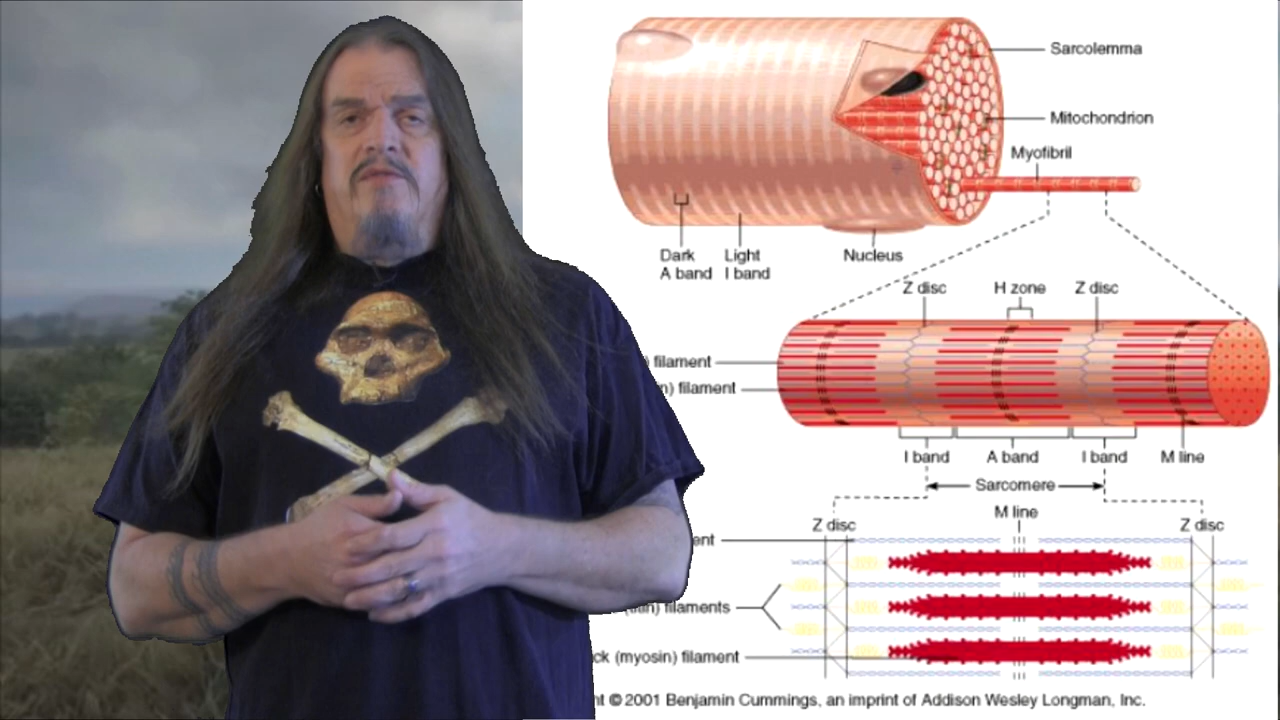 Sarcolemma
Mitochondrion
Myofibril
Dark
A band
Light
I band
Nucleus
Z disc
H zone
Z disc
filament
filament
I band
A band
I band
M line
Sarcomere
M line
Z disc
Z disc
filaments
(myosin) filament
© 2001 Benjamin Cummings, an imprint of Addison Wesley Longman, Inc.